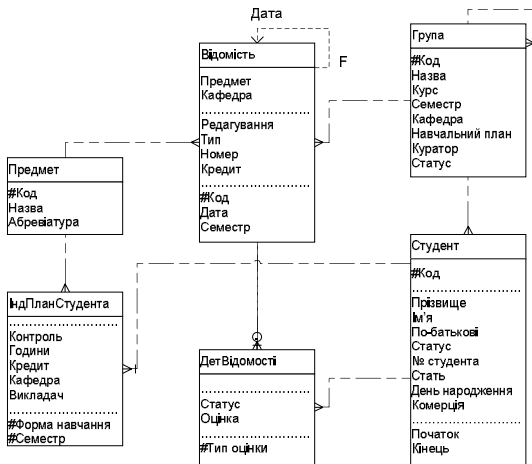 Дата
F
Відомість
Предмет
Кафедра
Редагування
Тип
Номер
Кредит
#Код
Дата
Семестр
Група
#Код
Назва
Курс
Семестр
Кафедра
Навчальний план
Куратор
Статус
Предмет
#Код
Назва
Абревіатура
Студент
#Код
Прізвище
Ім'я
По-батькові
Статус
№ студента
Стать
День народження
Комерція
Початок
Кінець
ІндПланСтудента
Контроль
Години
Кредит
Кафедра
Викладач
#Форма навчання
#Семестр
ДетВідомості
Статус
Оцінка
#Тип оцінки